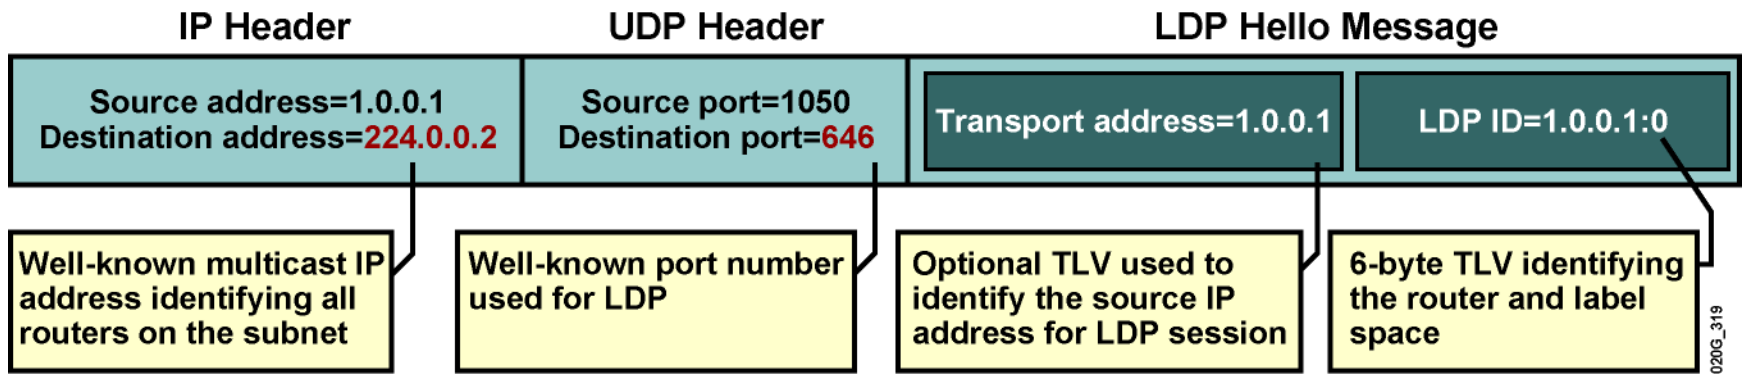 IP Header
UDP Header
LDP Hello Message
Source address=1.0.0.1
Destination address=224.0.0.2
Source port=1050
Destination port=646
Transport address=1.0.0.1
LDP ID=1.0.0.1:0
Well-known multicast IP
address identifying all
routers on the subnet
Well-known port number
used for LDP
Optional TLV used to
identify the source IP
address for LDP session
6-byte TLV identifying
the router and label
space
020G_319